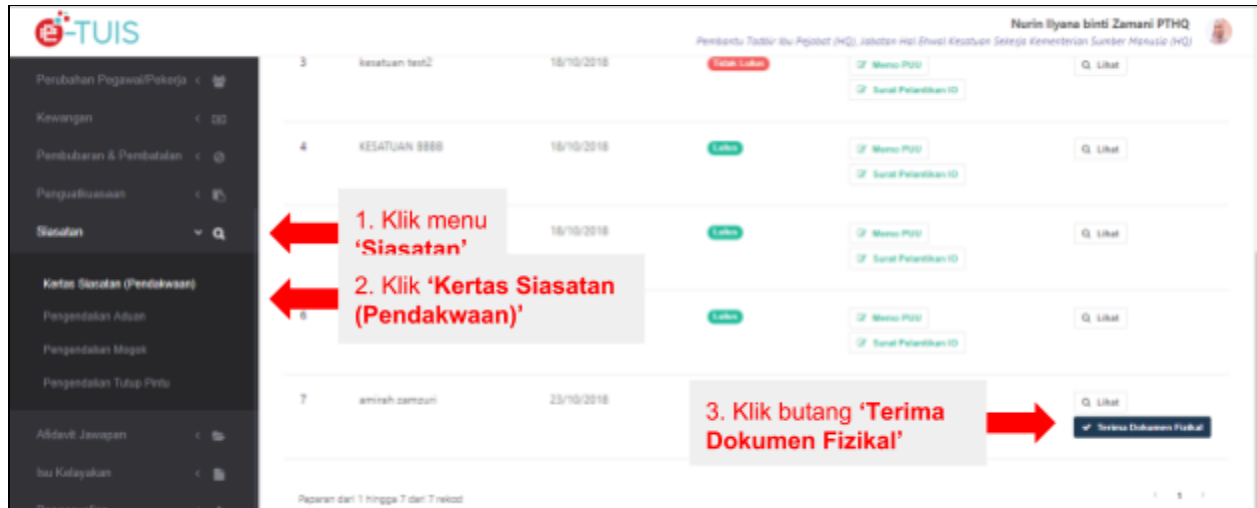 e-TUIS
Nurin Ilyana binti Zamani PTHQ
Pembantu Tadbir Ibu Pejabat (HQ), Jabatan Hal Ehwal Kesatuan Sekerja Kementerian Sumber Manusia (HQ)
Perubahan Pegawai/Pekerja
Kewangan
Pembubaran & Pembatalan
Penguatkuasaan
Siasatan
Kertas Siasatan (Pendakwaan)
Pengendalian Aduan
Pengendalian Mogok
Pengendalian Tutup Pintu
Afidavit Jawapan
Isu Kelayakan
3 kesatuan test2 18/10/2018 Tidak Lulus Memo PUU Lihat
Surat Pelantikan IO
4 KESATUAN BBBB 18/10/2018 Lulus Memo PUU Lihat
Surat Pelantikan IO
18/10/2018 Lulus Memo PUU Lihat
Surat Pelantikan IO
6 Lulus Memo PUU Lihat
Surat Pelantikan IO
7 amirah zamzuri 23/10/2018 Lihat
Terima Dokumen Fizikal
1. Klik menu
‘Siasatan’
2. Klik ‘Kertas Siasatan
(Pendakwaan)’
3. Klik butang ‘Terima
Dokumen Fizikal’
Paparan dari 1 hingga 7 dari 7 rekod
1